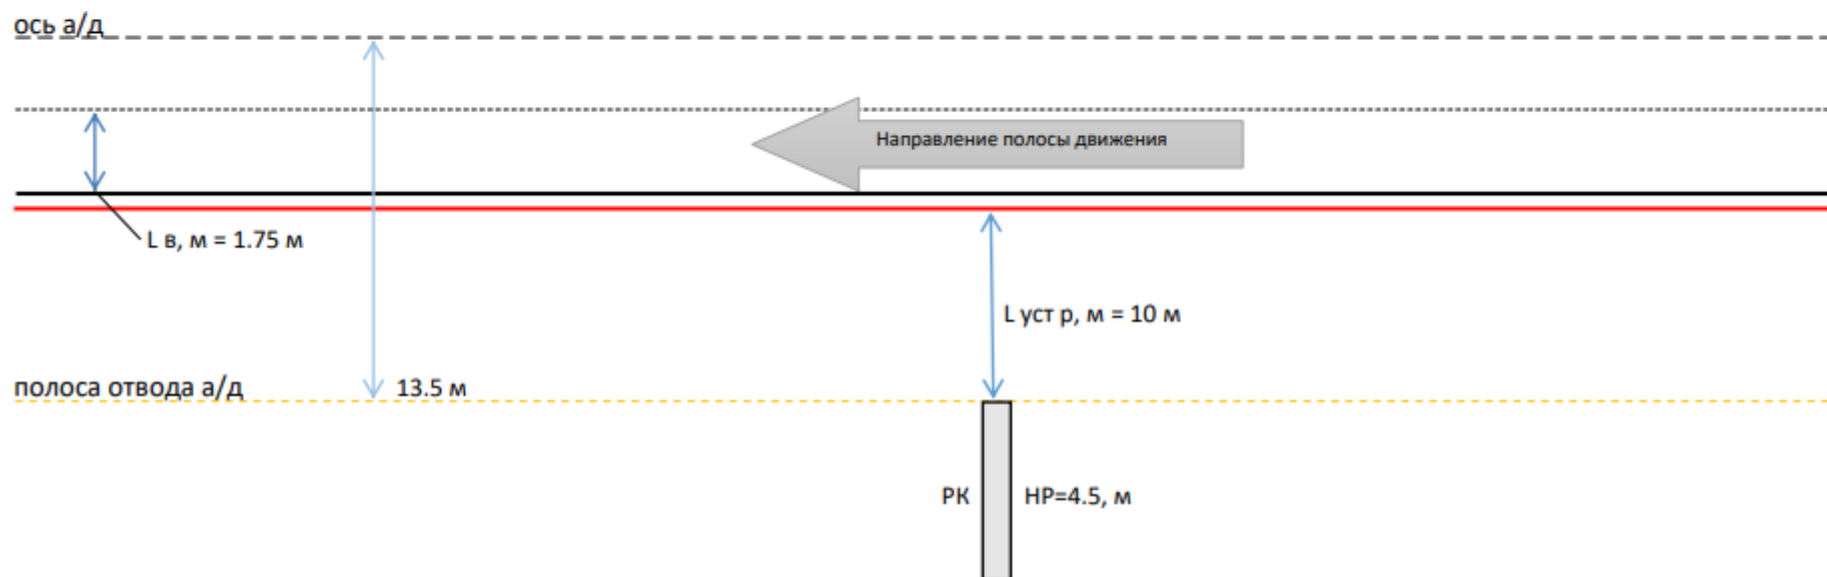 ось а/д
Направление полосы движения
L в, м = 1.75 м
L уст р, м = 10 м
полоса отвода а/д
13.5 м
РК
НР=4.5, м